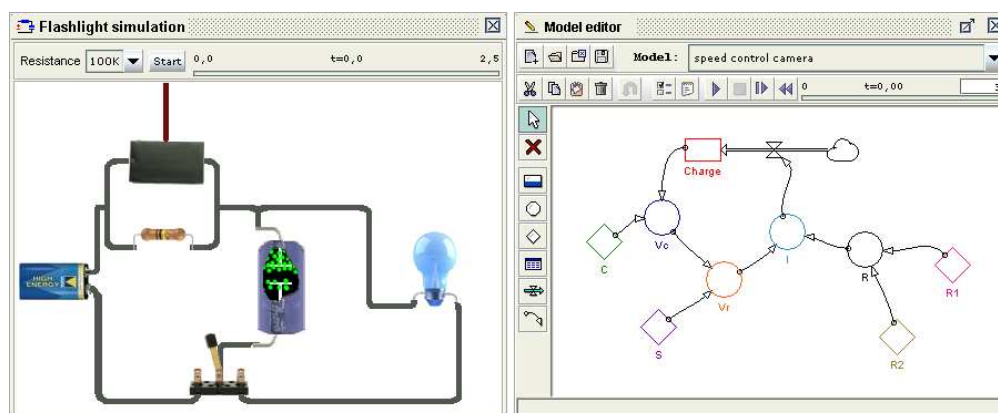 Flashlight simulation
Resistance 100K Start 0,0 t=0,0 2,5
HIGH
ENERGY
Model editor
Model: speed control camera
0 t=0,00
Charge
C
Vc
I
R
R1
Vr
S
R2